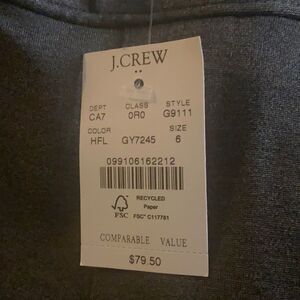 J.CREW
DEPT CLASS STYLE
CA7 0R0 G9111
COLOR SIZE
HFL GY7245 6
099106162212
FSC
RECYCLED
Paper
FSC® C117781
COMPARABLE VALUE
$79.50